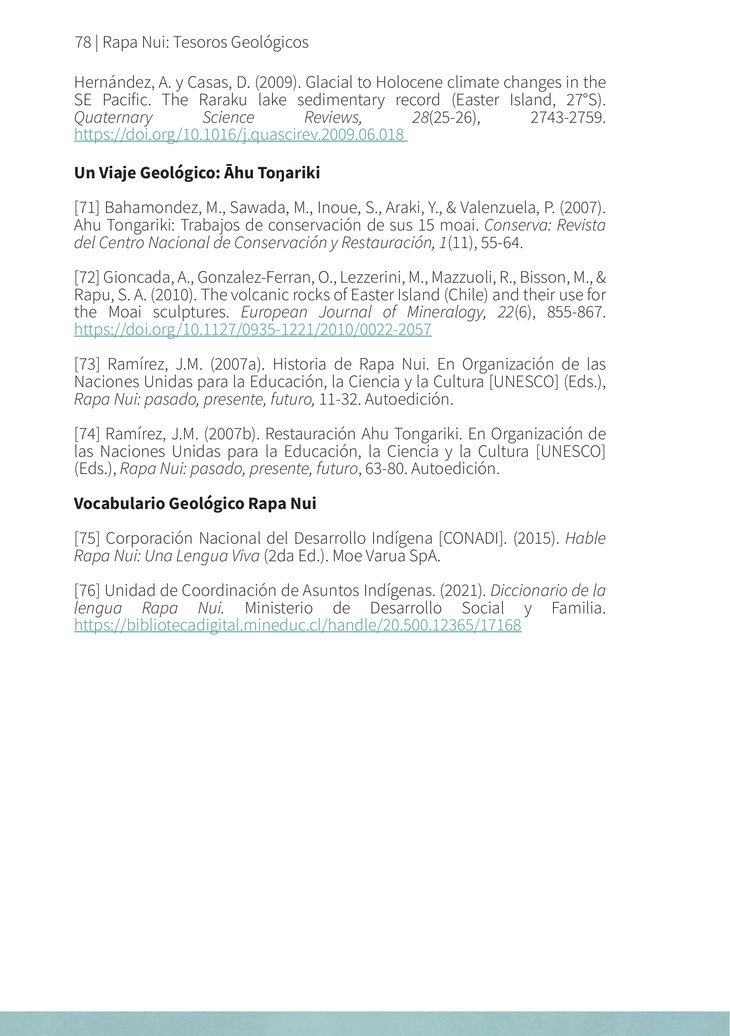 78 | Rapa Nui: Tesoros Geológicos
Hernández, A. y Casas, D. (2009). Glacial to Holocene climate changes in the
SE Pacific. The Raraku lake sedimentary record (Easter Island, 27°S).
Quaternary Science Reviews, 28(25-26), 2743-2759.
https://doi.org/10.1016/j.quascirev.2009.06.018
Un Viaje Geológico: Āhu Toŋariki
[71] Bahamondez, M., Sawada, M., Inoue, S., Araki, Y., & Valenzuela, P. (2007).
Ahu Tongariki: Trabajos de conservación de sus 15 moai. Conserva: Revista
del Centro Nacional de Conservación y Restauración, 1(11), 55-64.
[72] Gioncada, A., Gonzalez-Ferran, O., Lezzerini, M., Mazzuoli, R., Bisson, M., &
Rapu, S. A. (2010). The volcanic rocks of Easter Island (Chile) and their use for
the Moai sculptures. European Journal of Mineralogy, 22(6), 855-867.
https://doi.org/10.1127/0935-1221/2010/0022-2057
[73] Ramírez, J.M. (2007a). Historia de Rapa Nui. En Organización de las
Naciones Unidas para la Educación, la Ciencia y la Cultura [UNESCO] (Eds.),
Rapa Nui: pasado, presente, futuro, 11-32. Autoedición.
[74] Ramírez, J.M. (2007b). Restauración Ahu Tongariki. En Organización de
las Naciones Unidas para la Educación, la Ciencia y la Cultura [UNESCO]
(Eds.), Rapa Nui: pasado, presente, futuro, 63-80. Autoedición.
Vocabulario Geológico Rapa Nui
[75] Corporación Nacional del Desarrollo Indígena [CONADI]. (2015). Hable
Rapa Nui: Una Lengua Viva (2da Ed.). Moe Varua SpA.
[76] Unidad de Coordinación de Asuntos Indígenas. (2021). Diccionario de la
lengua Rapa Nui. Ministerio de Desarrollo Social y Familia.
https://bibliotecadigital.mineduc.cl/handle/20.500.12365/17168